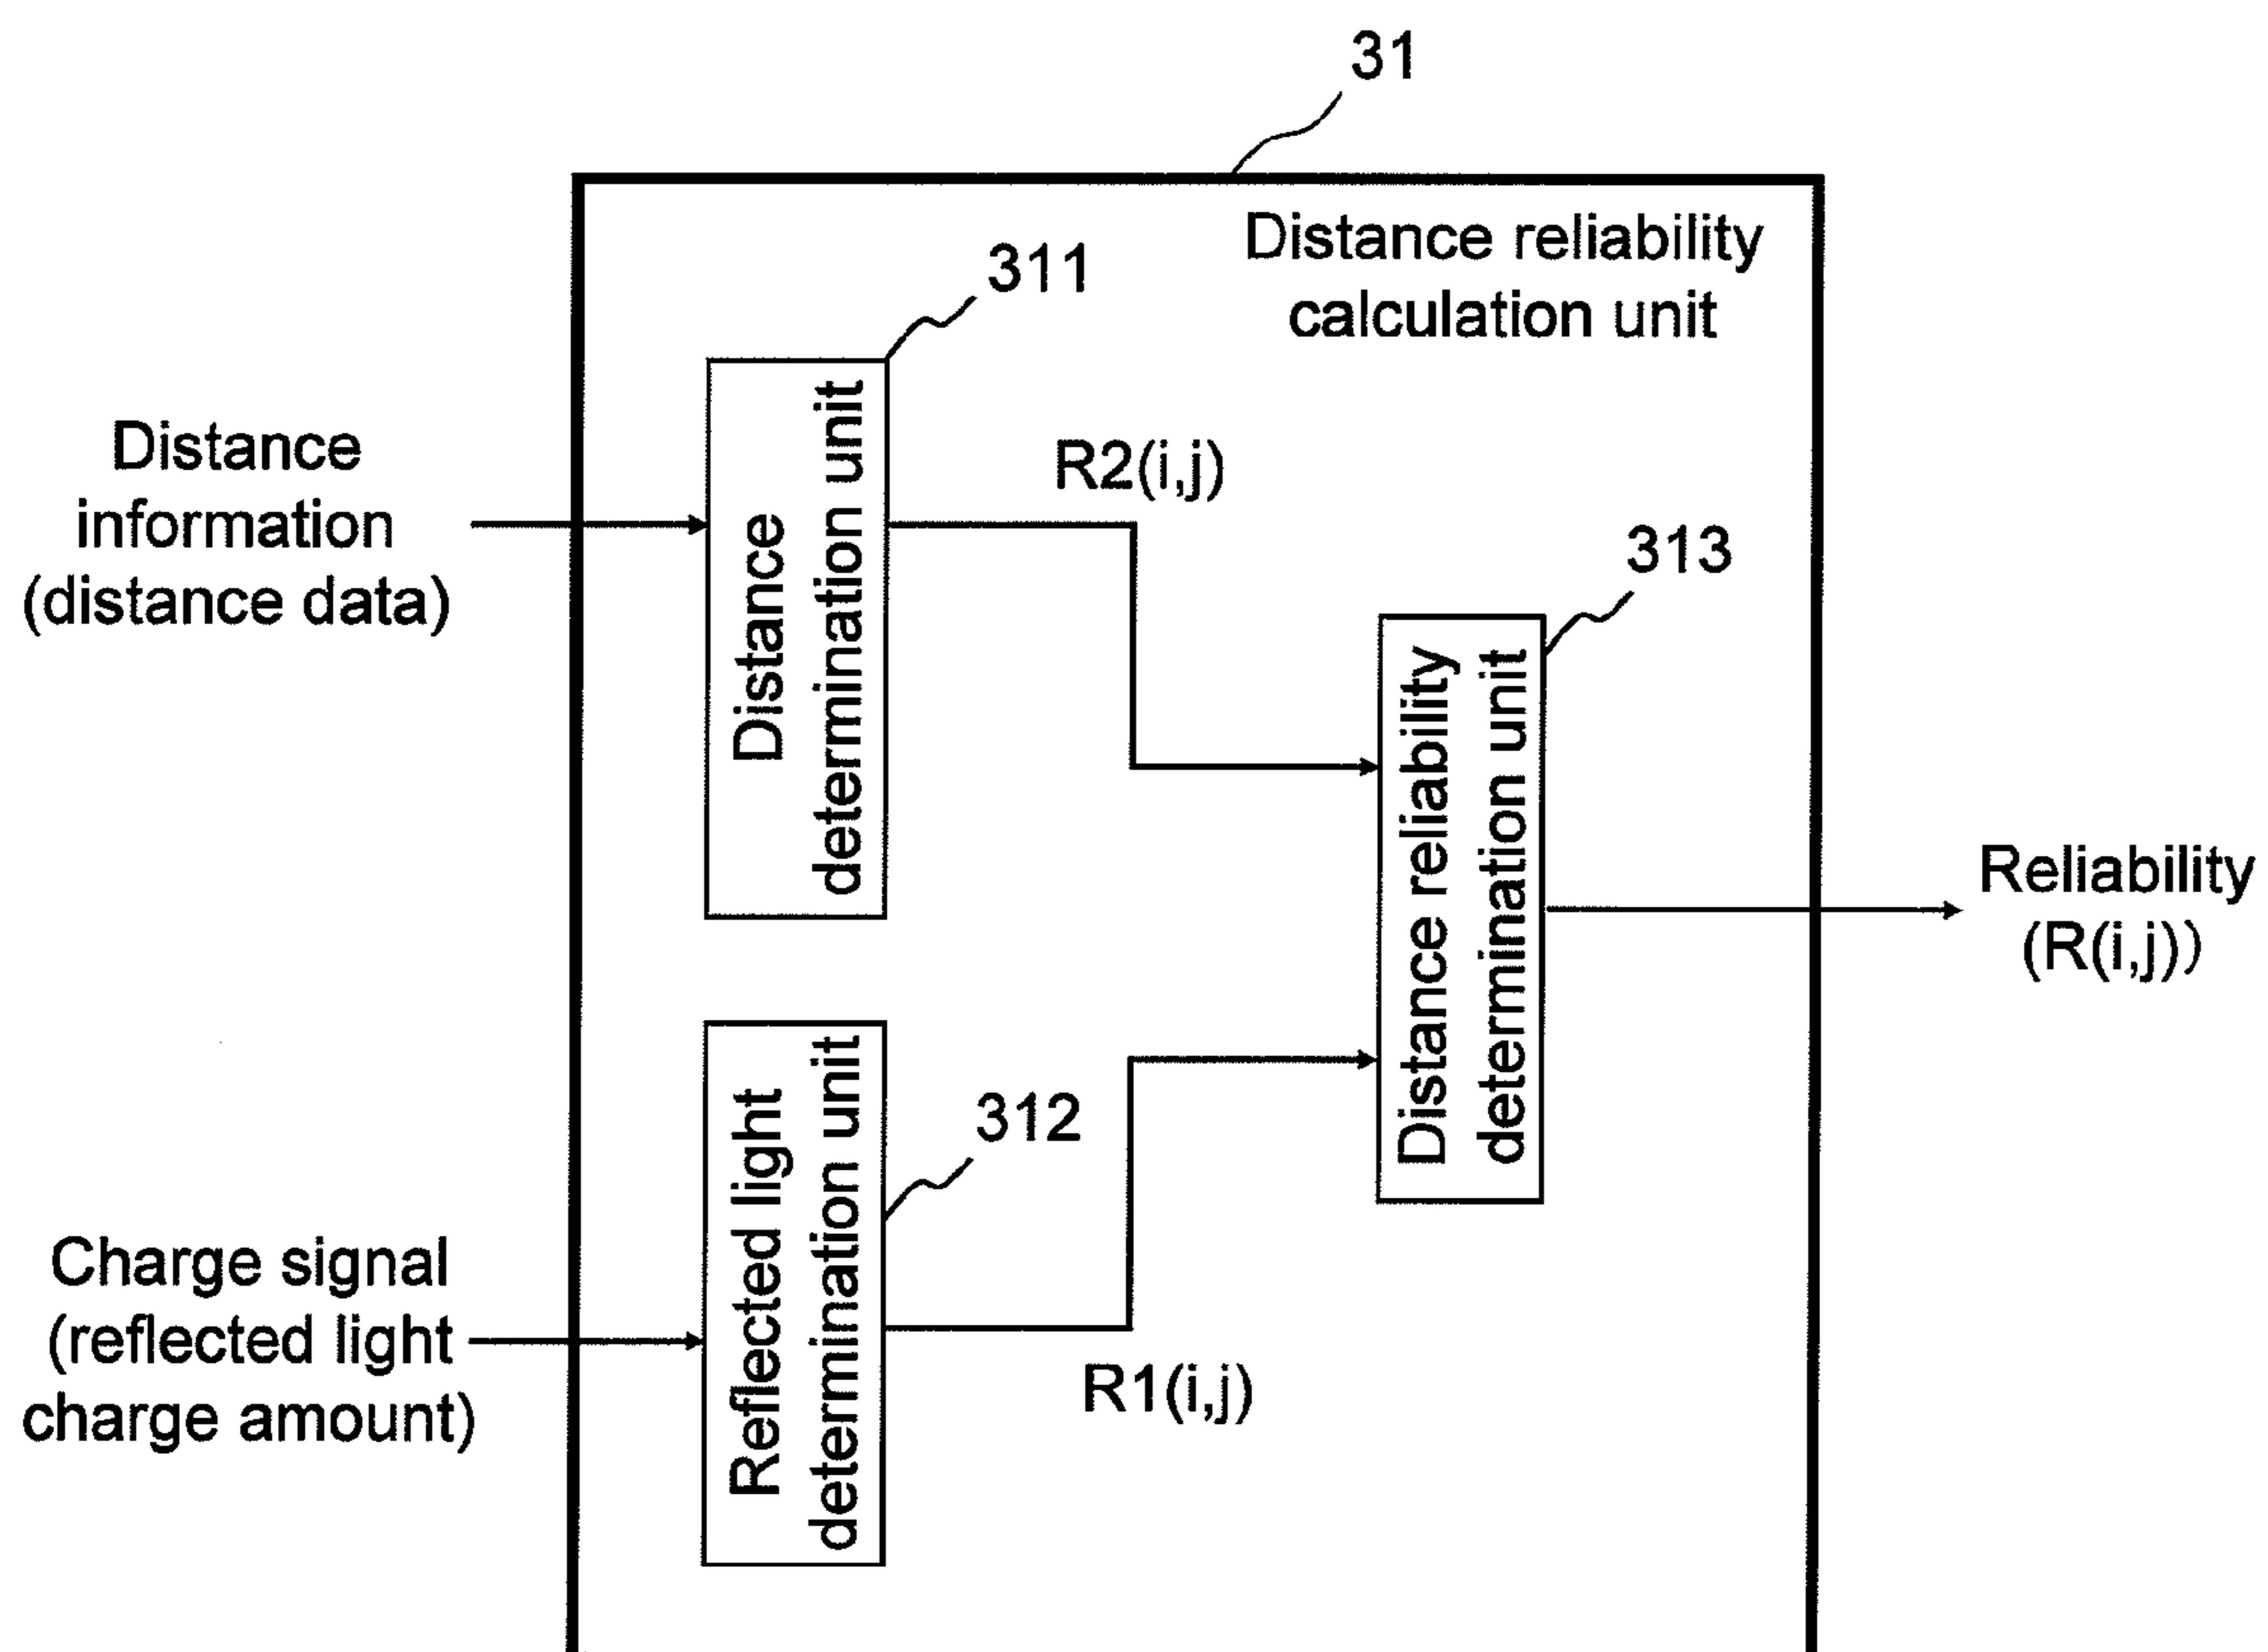 31
Distance reliability
calculation unit
311
Distance
information
(distance data)
Distance
determination unit
R2(i,j)
313
Distance reliability
determination unit
Reliability
(R(i,j))
312
Reflected light
determination unit
Charge signal
(reflected light
charge amount)
R1(i,j)